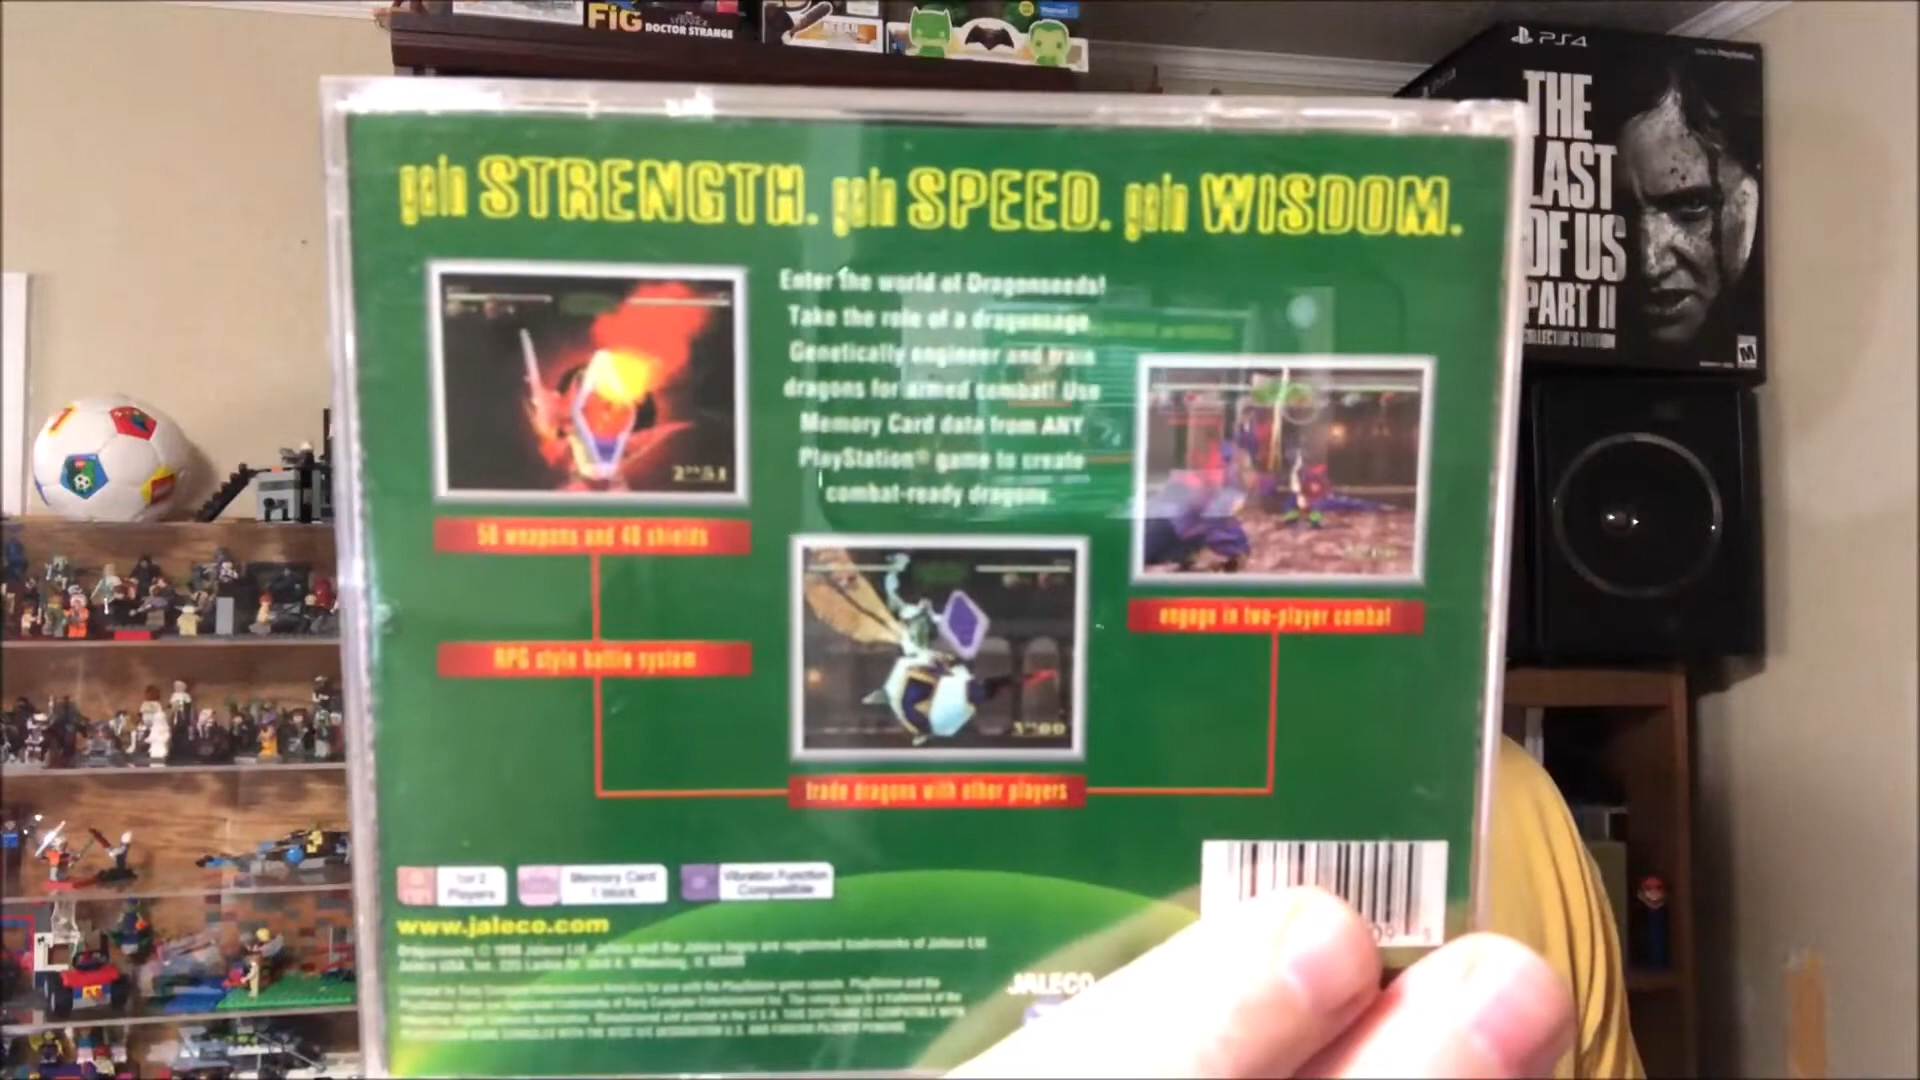 FiG DOCTOR STRANGE
PS4
THE
LAST
OF US
PART II
COLLECTOR'S EDITION
M
gain STRENGTH. gain SPEED. gain WISDOM.
Enter the world of Dragonseeds!
Take the role of a dragonsage
Genetically engineer and train
dragons for armed combat! Use
Memory Card data from ANY
PlayStation® game to create
combat-ready dragons.
50 weapons and 40 shields
RPG style battle system
engage in two-player combat
trade dragons with other players
1 or 2
Players
Memory Card
1 block
Vibration Function
Compatible
www.jaleco.com
JALECO